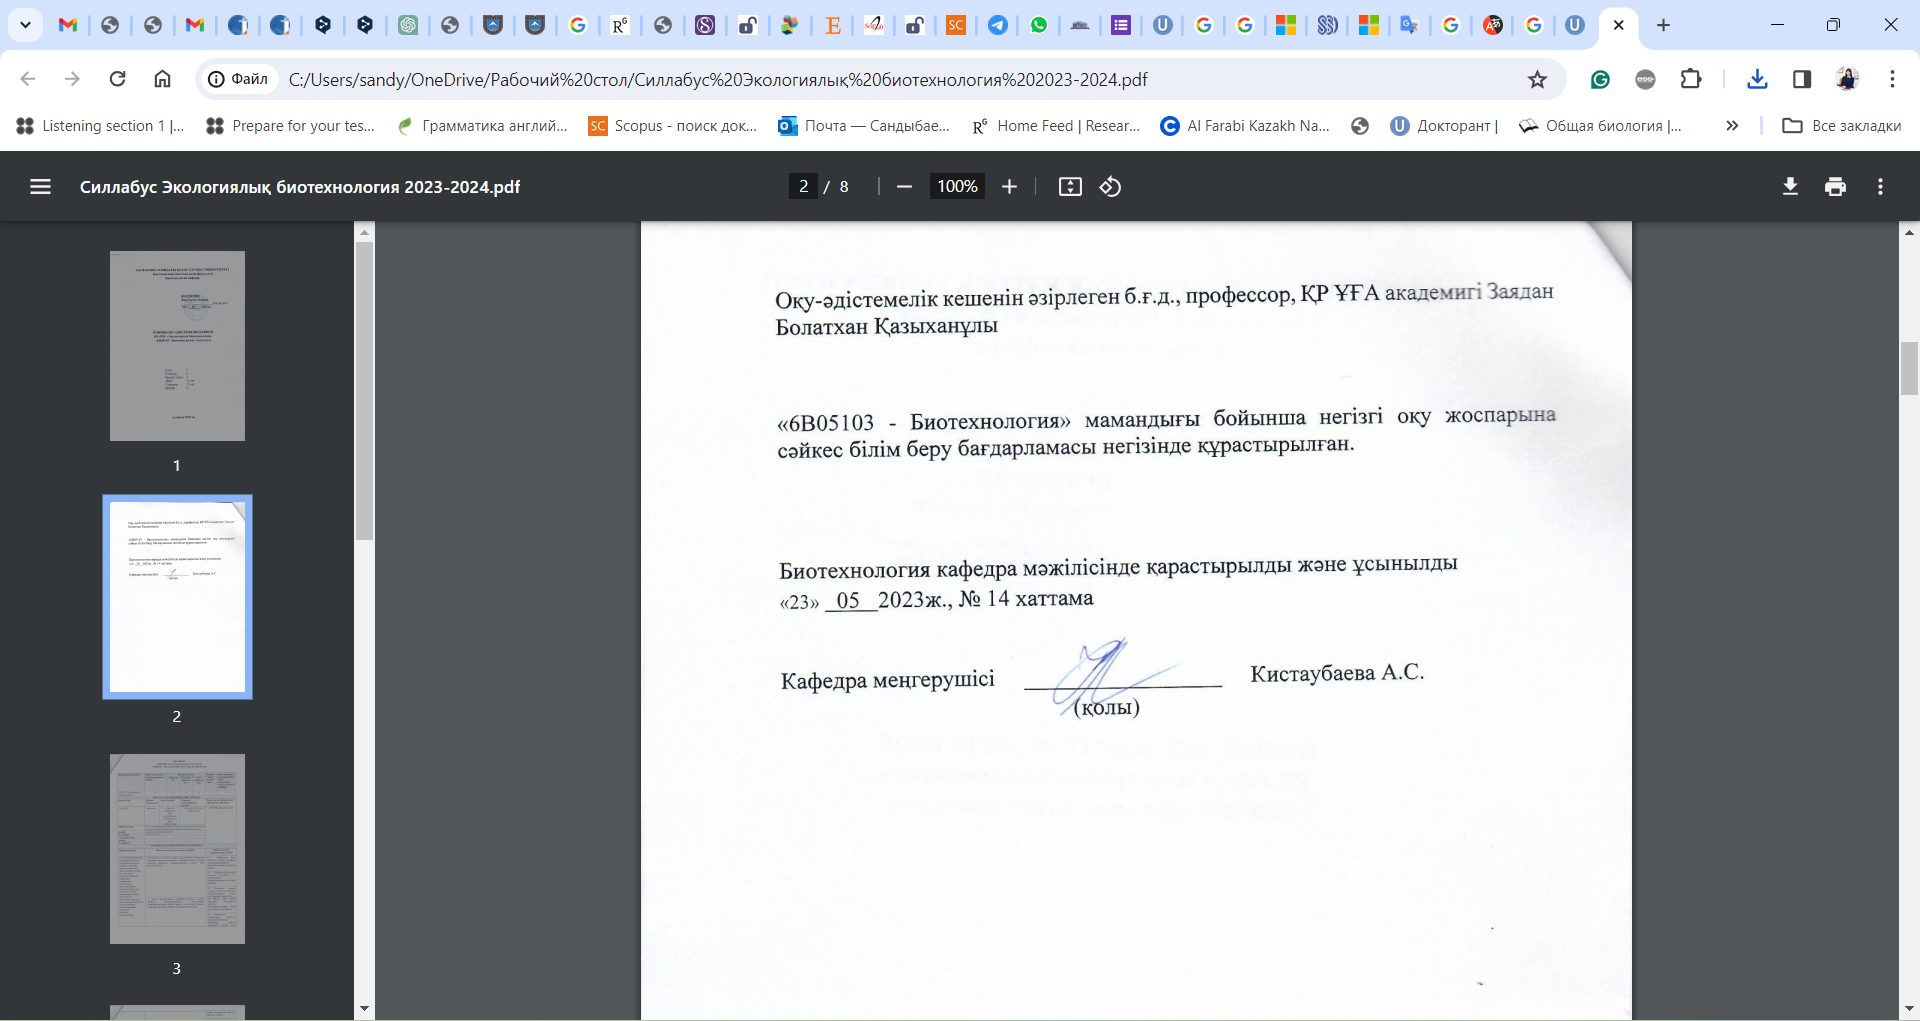 Файл
C:/Users/sandy/OneDrive/Рабочий%20стол/Силлабус%20Экологиялық%20биотехнология%202023-2024.pdf
Listening section 1 |...
Prepare for your tes...
Грамматика англий...
Scopus - поиск док...
Почта — Сандыбае...
Home Feed | Resear...
Al Farabi Kazakh Na...
Докторант |
Общая биология |...
Все закладки
Силлабус Экологиялық биотехнология 2023-2024.pdf
2 / 8
100%
1
2
3
Оқу-әдістемелік кешенін әзірлеген б.ғ.д., профессор, ҚР ҰҒА академигі Заядан
Болатхан Қазыханұлы
«6В05103 - Биотехнология» мамандығы бойынша негізгі оқу жоспарына
сәйкес білім беру бағдарламасы негізінде құрастырылған.
Биотехнология кафедра мәжілісінде қарастырылды және ұсынылды
«23» 05 2023ж., № 14 хаттама
Кафедра меңгерушісі Кистаубаева А.С.
(қолы)